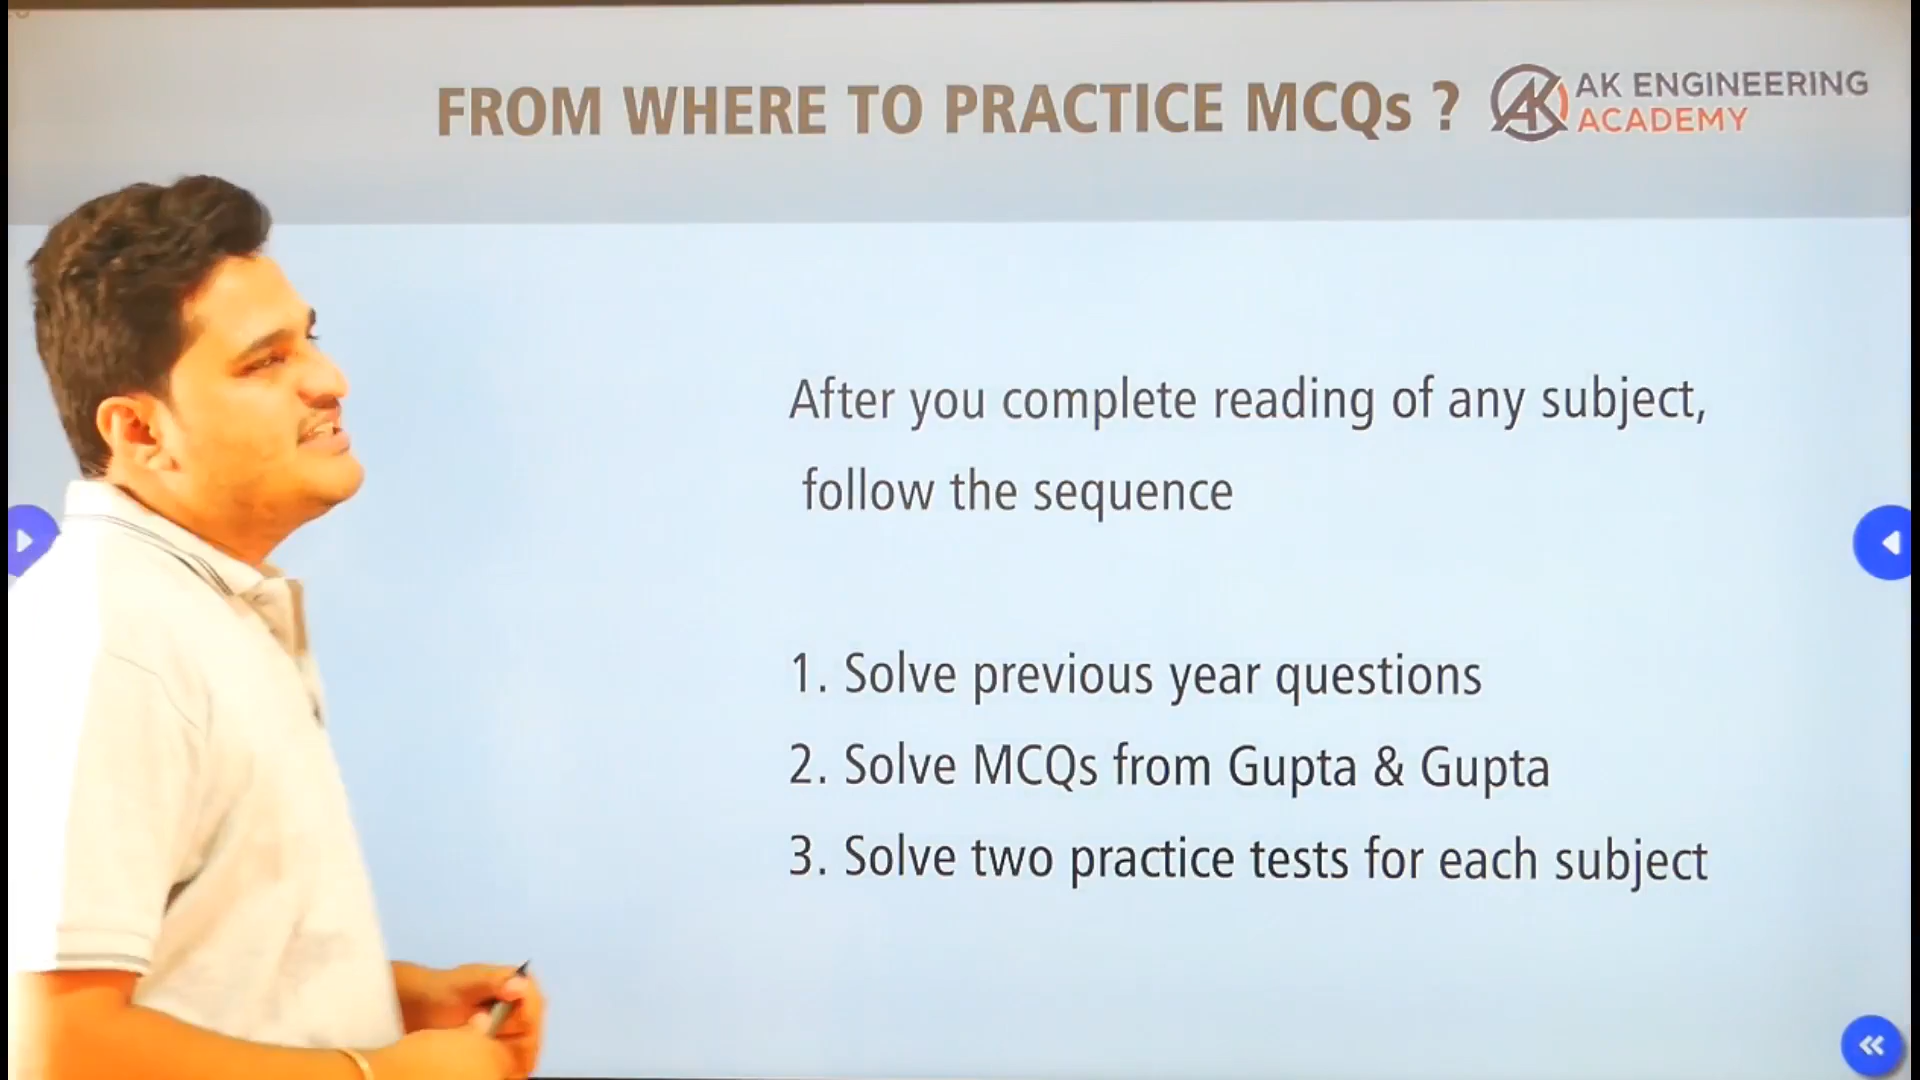 FROM WHERE TO PRACTICE MCQs ?
AK ENGINEERING
ACADEMY
After you complete reading of any subject,
follow the sequence
1. Solve previous year questions
2. Solve MCQs from Gupta & Gupta
3. Solve two practice tests for each subject